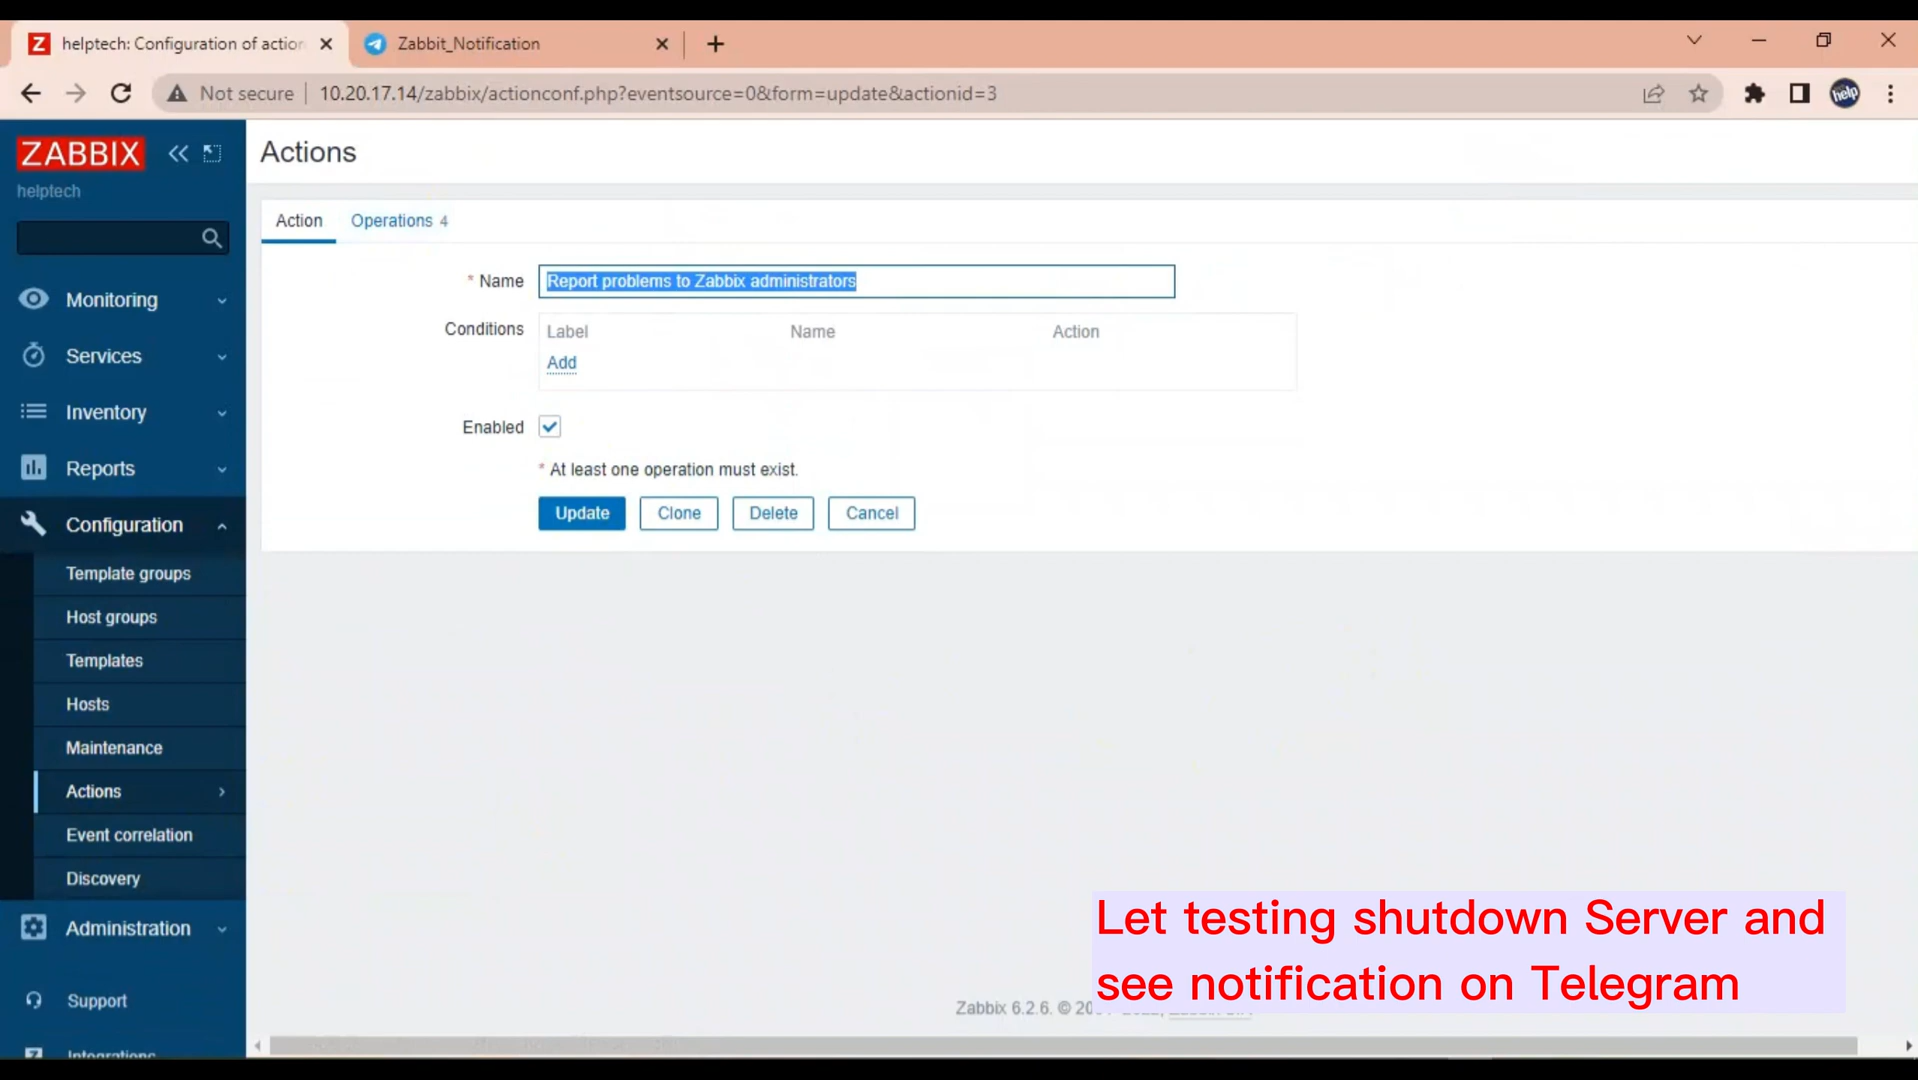 helptech: Configuration of action
Zabbit_Notification
Not secure
10.20.17.14/zabbix/actionconf.php?eventsource=0&form=update&actionid=3
help
ZABBIX
helptech
Actions
Action
Operations 4
* Name
Report problems to Zabbix administrators
Conditions
Label Name Action
Add
Enabled
* At least one operation must exist.
Update Clone Delete Cancel
Monitoring
Services
Inventory
Reports
Configuration
Template groups
Host groups
Templates
Hosts
Maintenance
Actions
Event correlation
Discovery
Administration
Support
Integrations
Let testing shutdown Server and
see notification on Telegram
Zabbix 6.2.6. ©